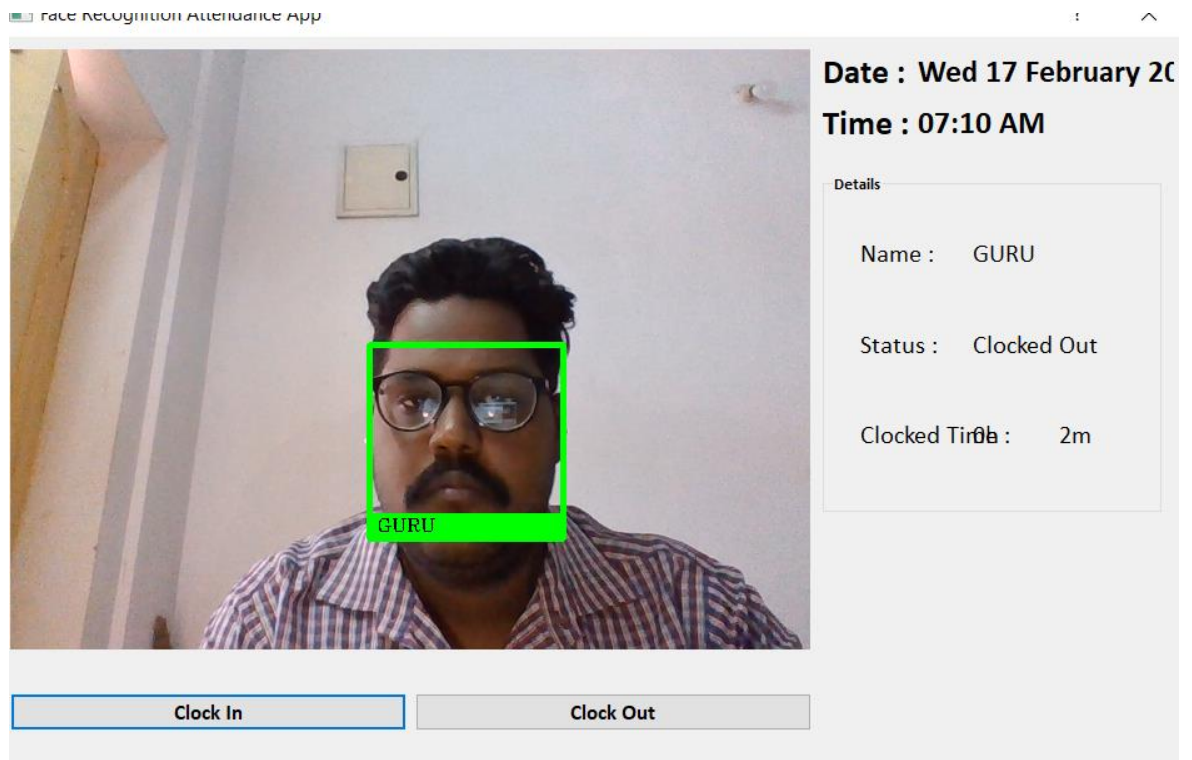 Face Recognition Attendance App
Date : Wed 17 February 20
Time : 07:10 AM
Details
Name : GURU
Status : Clocked Out
Clocked Time : 0h 2m
GURU
Clock In
Clock Out